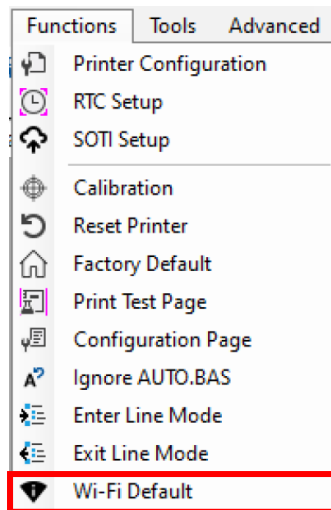 Functions Tools Advanced
Printer Configuration
RTC Setup
SOTI Setup
Calibration
Reset Printer
Factory Default
Print Test Page
Configuration Page
Ignore AUTO.BAS
Enter Line Mode
Exit Line Mode
Wi-Fi Default